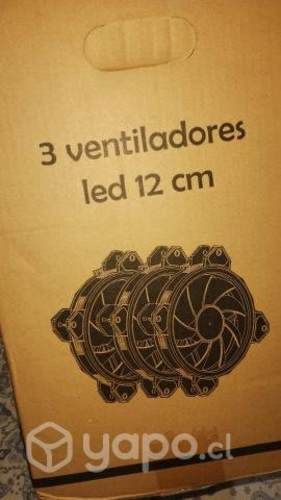 3 ventiladores
led 12 cm
yapo.cl